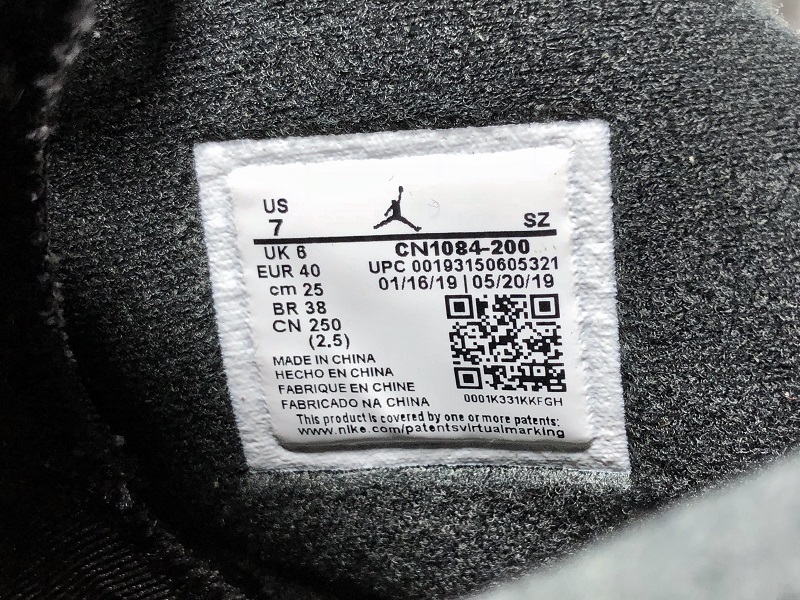 US
7
SZ
UK 6
EUR 40
cm 25
BR 38
CN 250
(2.5)
CN1084-200
UPC 00193150605321
01/16/19 | 05/20/19
MADE IN CHINA
HECHO EN CHINA
FABRIQUE EN CHINE
FABRICADO NA CHINA
0001K331KKFGH
This product is covered by one or more patents:
www.nike.com/patentsvirtualmarking